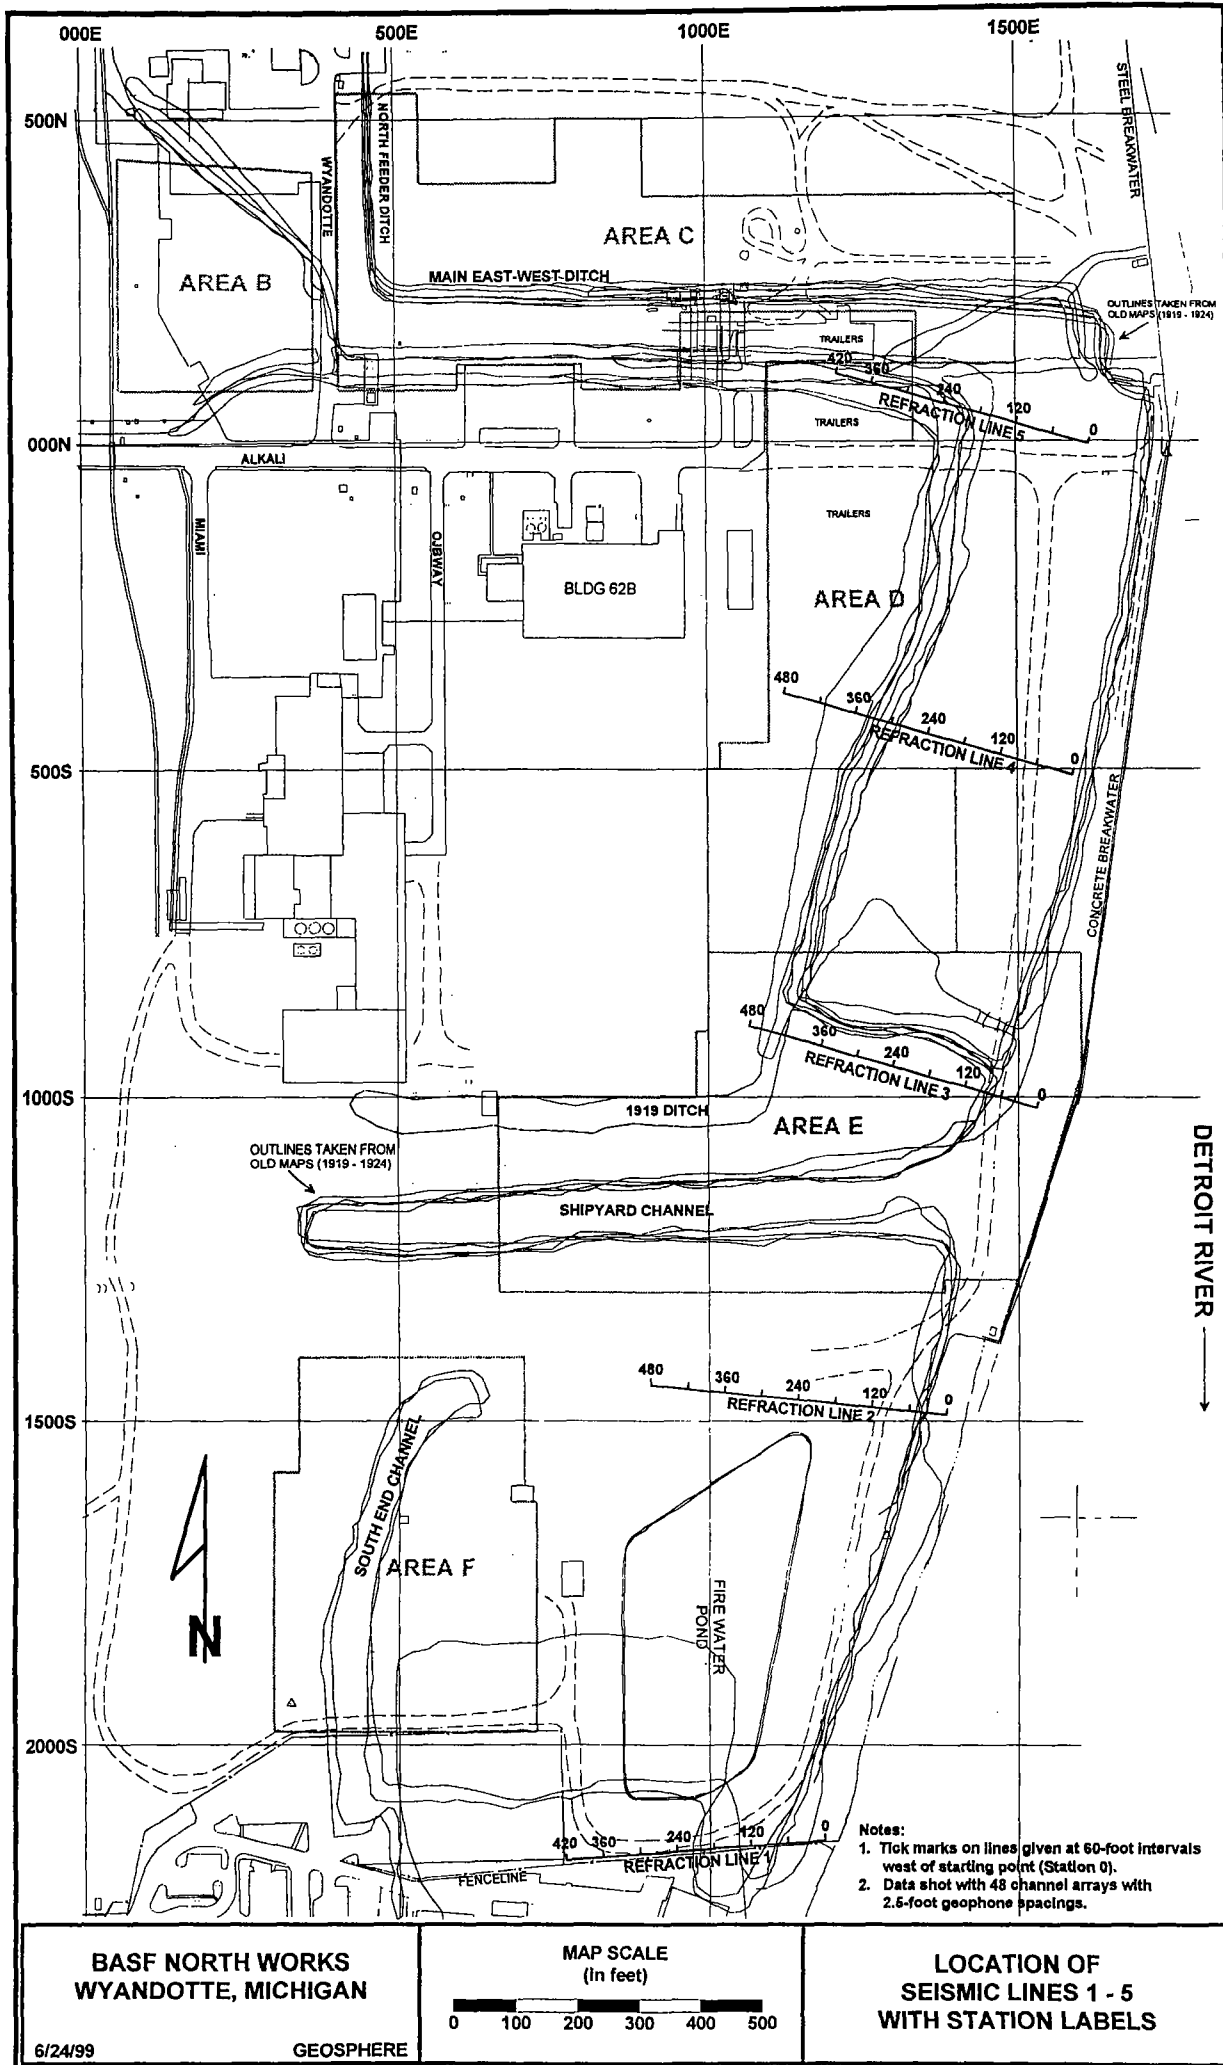 000E
500E
1000E
1500E
STEEL BREAKWATER
500N
NORTH FEEDER DITCH
WYANDOTTE
AREA C
AREA B
MAIN EAST-WEST-DITCH
OUTLINES TAKEN FROM
OLD MAPS (1919 - 1924)
TRAILERS
420
360
240
120
0
REFRACTION LINE 5
TRAILERS
000N
ALKALI
MIAMI
OJBWAY
TRAILERS
BLDG 62B
AREA D
480
360
240
120
0
REFRACTION LINE 4
500S
CONCRETE BREAKWATER
480
360
240
120
0
REFRACTION LINE 3
1000S
1919 DITCH
AREA E
OUTLINES TAKEN FROM
OLD MAPS (1919 - 1924)
SHIPYARD CHANNEL
DETROIT RIVER
480
360
240
120
0
REFRACTION LINE 2
1500S
SOUTH END CHANNEL
AREA F
FIRE WATER
POND
N
2000S
420
360
240
120
0
REFRACTION LINE 1
FENCELINE
Notes:
1. Tick marks on lines given at 60-foot intervals
west of starting point (Station 0).
2. Data shot with 48 channel arrays with
2.5-foot geophone spacings.
BASF NORTH WORKS
WYANDOTTE, MICHIGAN
6/24/99
GEOSPHERE
MAP SCALE
(in feet)
0 100 200 300 400 500
LOCATION OF
SEISMIC LINES 1 - 5
WITH STATION LABELS